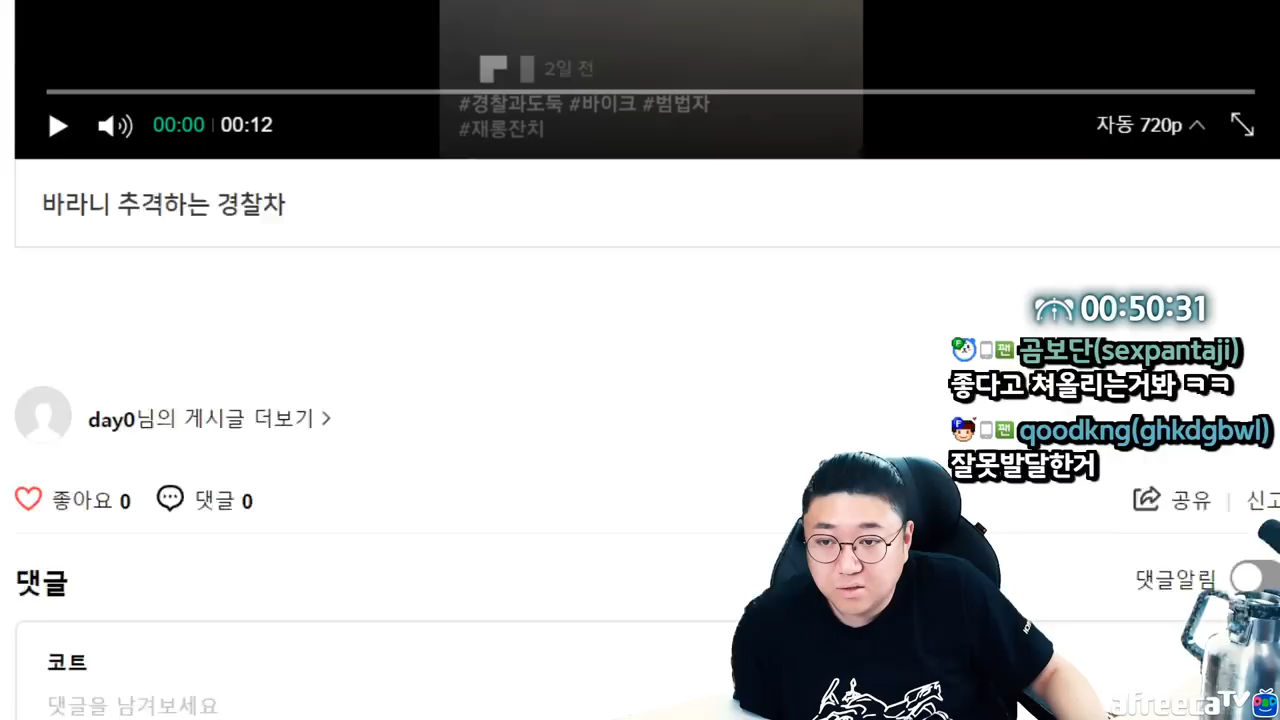 2일 전
#경찰과도둑 #바이크 #범법자
#재롱잔치
00:00 00:12
자동 720p
바라니 추격하는 경찰차
00:50:31
팬 곰보단(sexpantaji)
좋다고 쳐올리는거봐 ㅋㅋ
팬 qoodkng(ghkdgbwl)
잘못발달한거
day0님의 게시글 더보기 >
좋아요 0 댓글 0
공유 | 신고
댓글
댓글알림
코트
댓글을 남겨보세요
afreecaTV